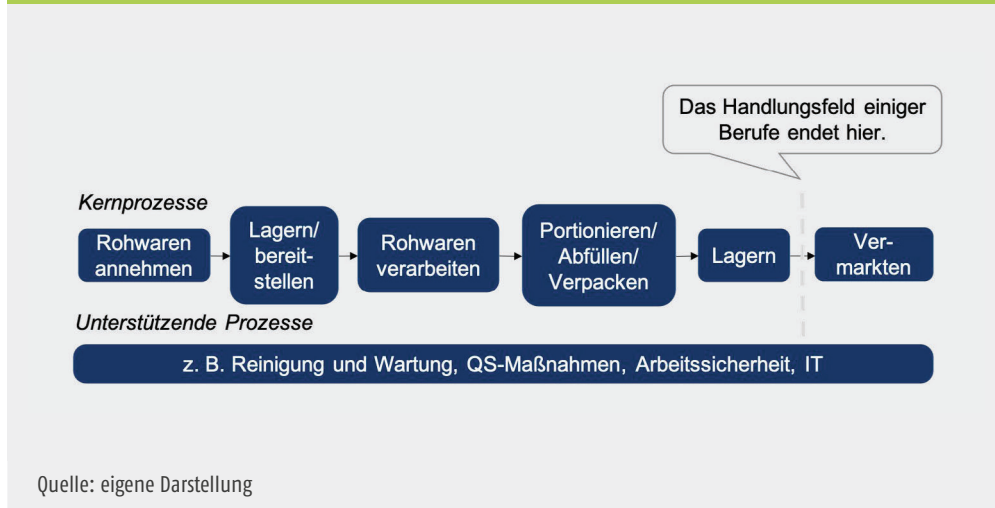 Das Handlungsfeld einiger
Berufe endet hier.
Kernprozesse
Rohwaren
annehmen
Lagern/
bereit-
stellen
Rohwaren
verarbeiten
Portionieren/
Abfüllen/
Verpacken
Lagern
Ver-
markten
Unterstützende Prozesse
z. B. Reinigung und Wartung, QS-Maßnahmen, Arbeitssicherheit, IT
Quelle: eigene Darstellung